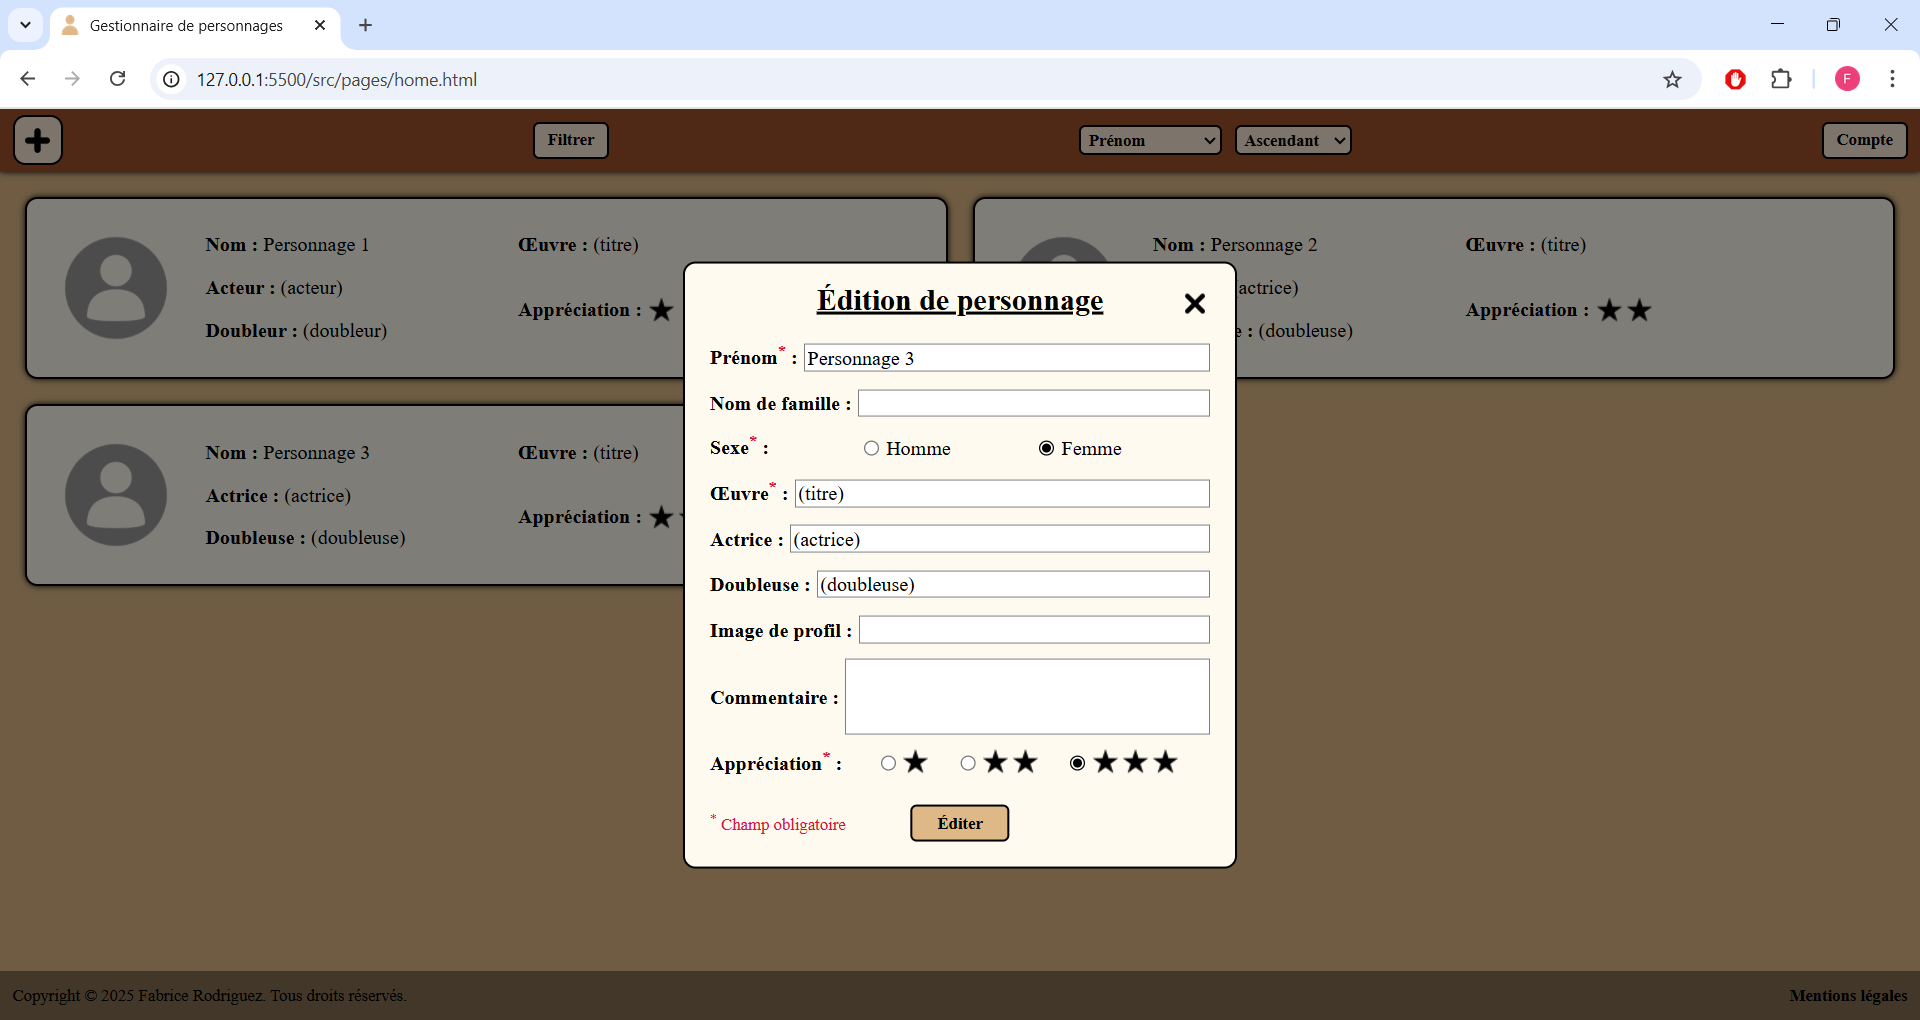 Gestionnaire de personnages
127.0.0.1:5500/src/pages/home.html
F
Filtrer
Prénom
Ascendant
Compte
Nom : Personnage 1
Œuvre : (titre)
Acteur : (acteur)
Appréciation : ★
Doubleur : (doubleur)
Nom : Personnage 2
Œuvre : (titre)
actrice)
Appréciation : ★★
e : (doubleuse)
Nom : Personnage 3
Œuvre : (titre)
Actrice : (actrice)
Appréciation : ★
Doubleuse : (doubleuse)
Édition de personnage
Prénom* : Personnage 3
Nom de famille :
Sexe* : Homme Femme
Œuvre* : (titre)
Actrice : (actrice)
Doubleuse : (doubleuse)
Image de profil :
Commentaire :
Appréciation* : ★ ★★ ★★★
* Champ obligatoire
Éditer
Copyright © 2025 Fabrice Rodriguez. Tous droits réservés.
Mentions légales